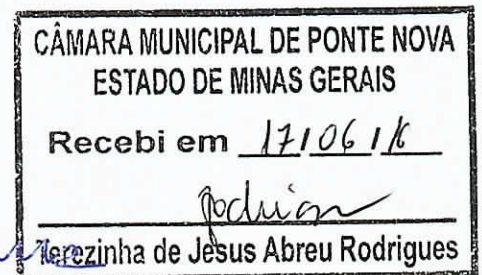 CÂMARA MUNICIPAL DE PONTE NOVA
ESTADO DE MINAS GERAIS
Recebi em 17/06/16
Terezinha de Jesus Abreu Rodrigues